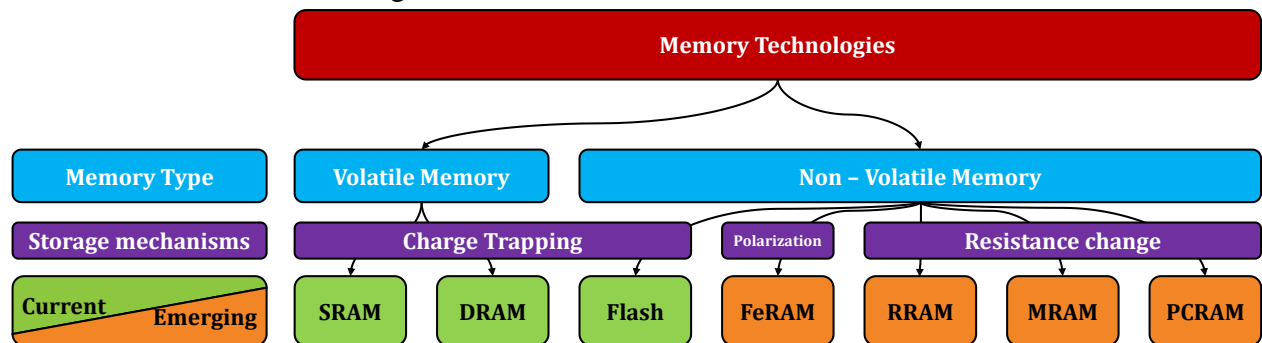 Memory Technologies
Memory Type
Volatile Memory
Non – Volatile Memory
Storage mechanisms
Charge Trapping
Polarization
Resistance change
Current
Emerging
SRAM
DRAM
Flash
FeRAM
RRAM
MRAM
PCRAM